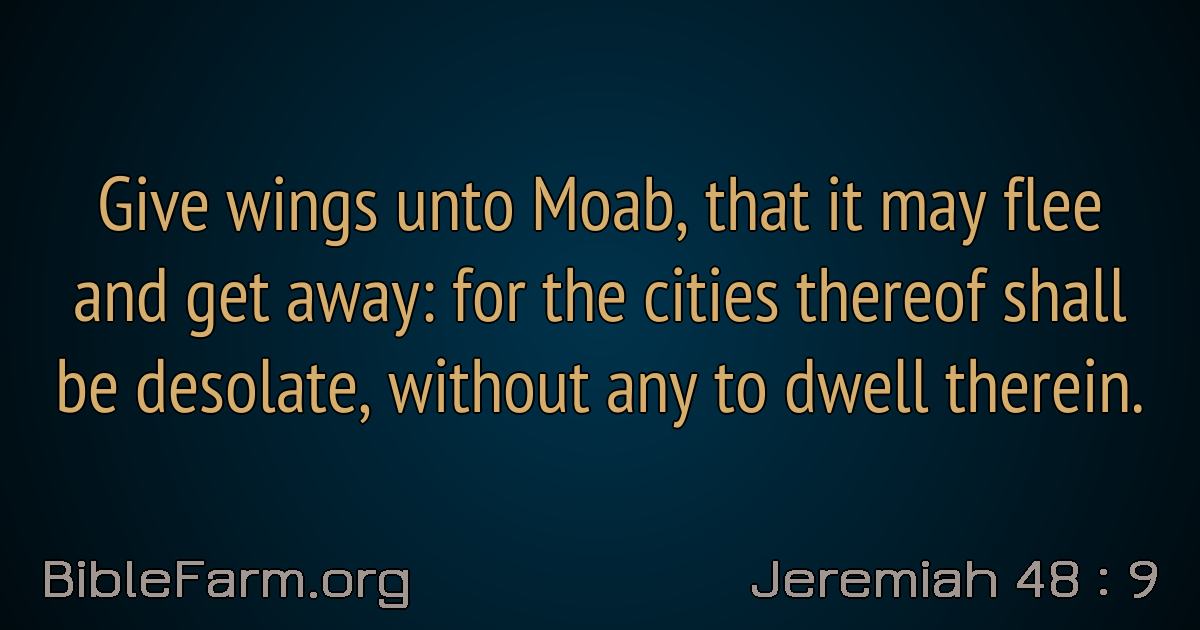 Give wings unto Moab, that it may flee
and get away: for the cities thereof shall
be desolate, without any to dwell therein.
BibleFarm.org
Jeremiah 48 : 9